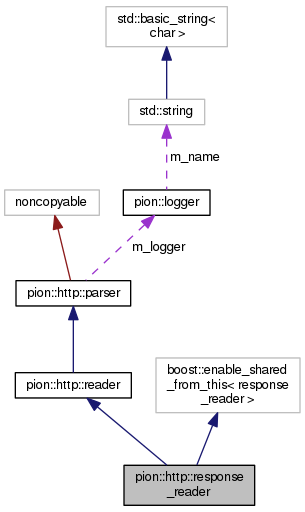 std::basic_string<
char >
std::string
m_name
noncopyable
pion::logger
m_logger
pion::http::parser
pion::http::reader
boost::enable_shared
_from_this< response
_reader >
pion::http::response
_reader